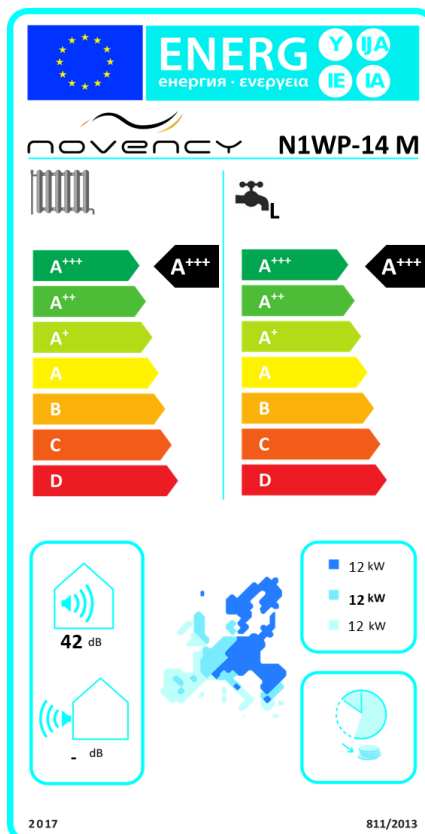 ENERG Y IJA
енергия · ενεργεια IE IA
novency N1WP-14 M
L
A+++ A+++ A+++ A+++
A++ A++
A+ A+
A A
B B
C C
D D
12 kW
12 kW
12 kW
42 dB
- dB
2017 811/2013